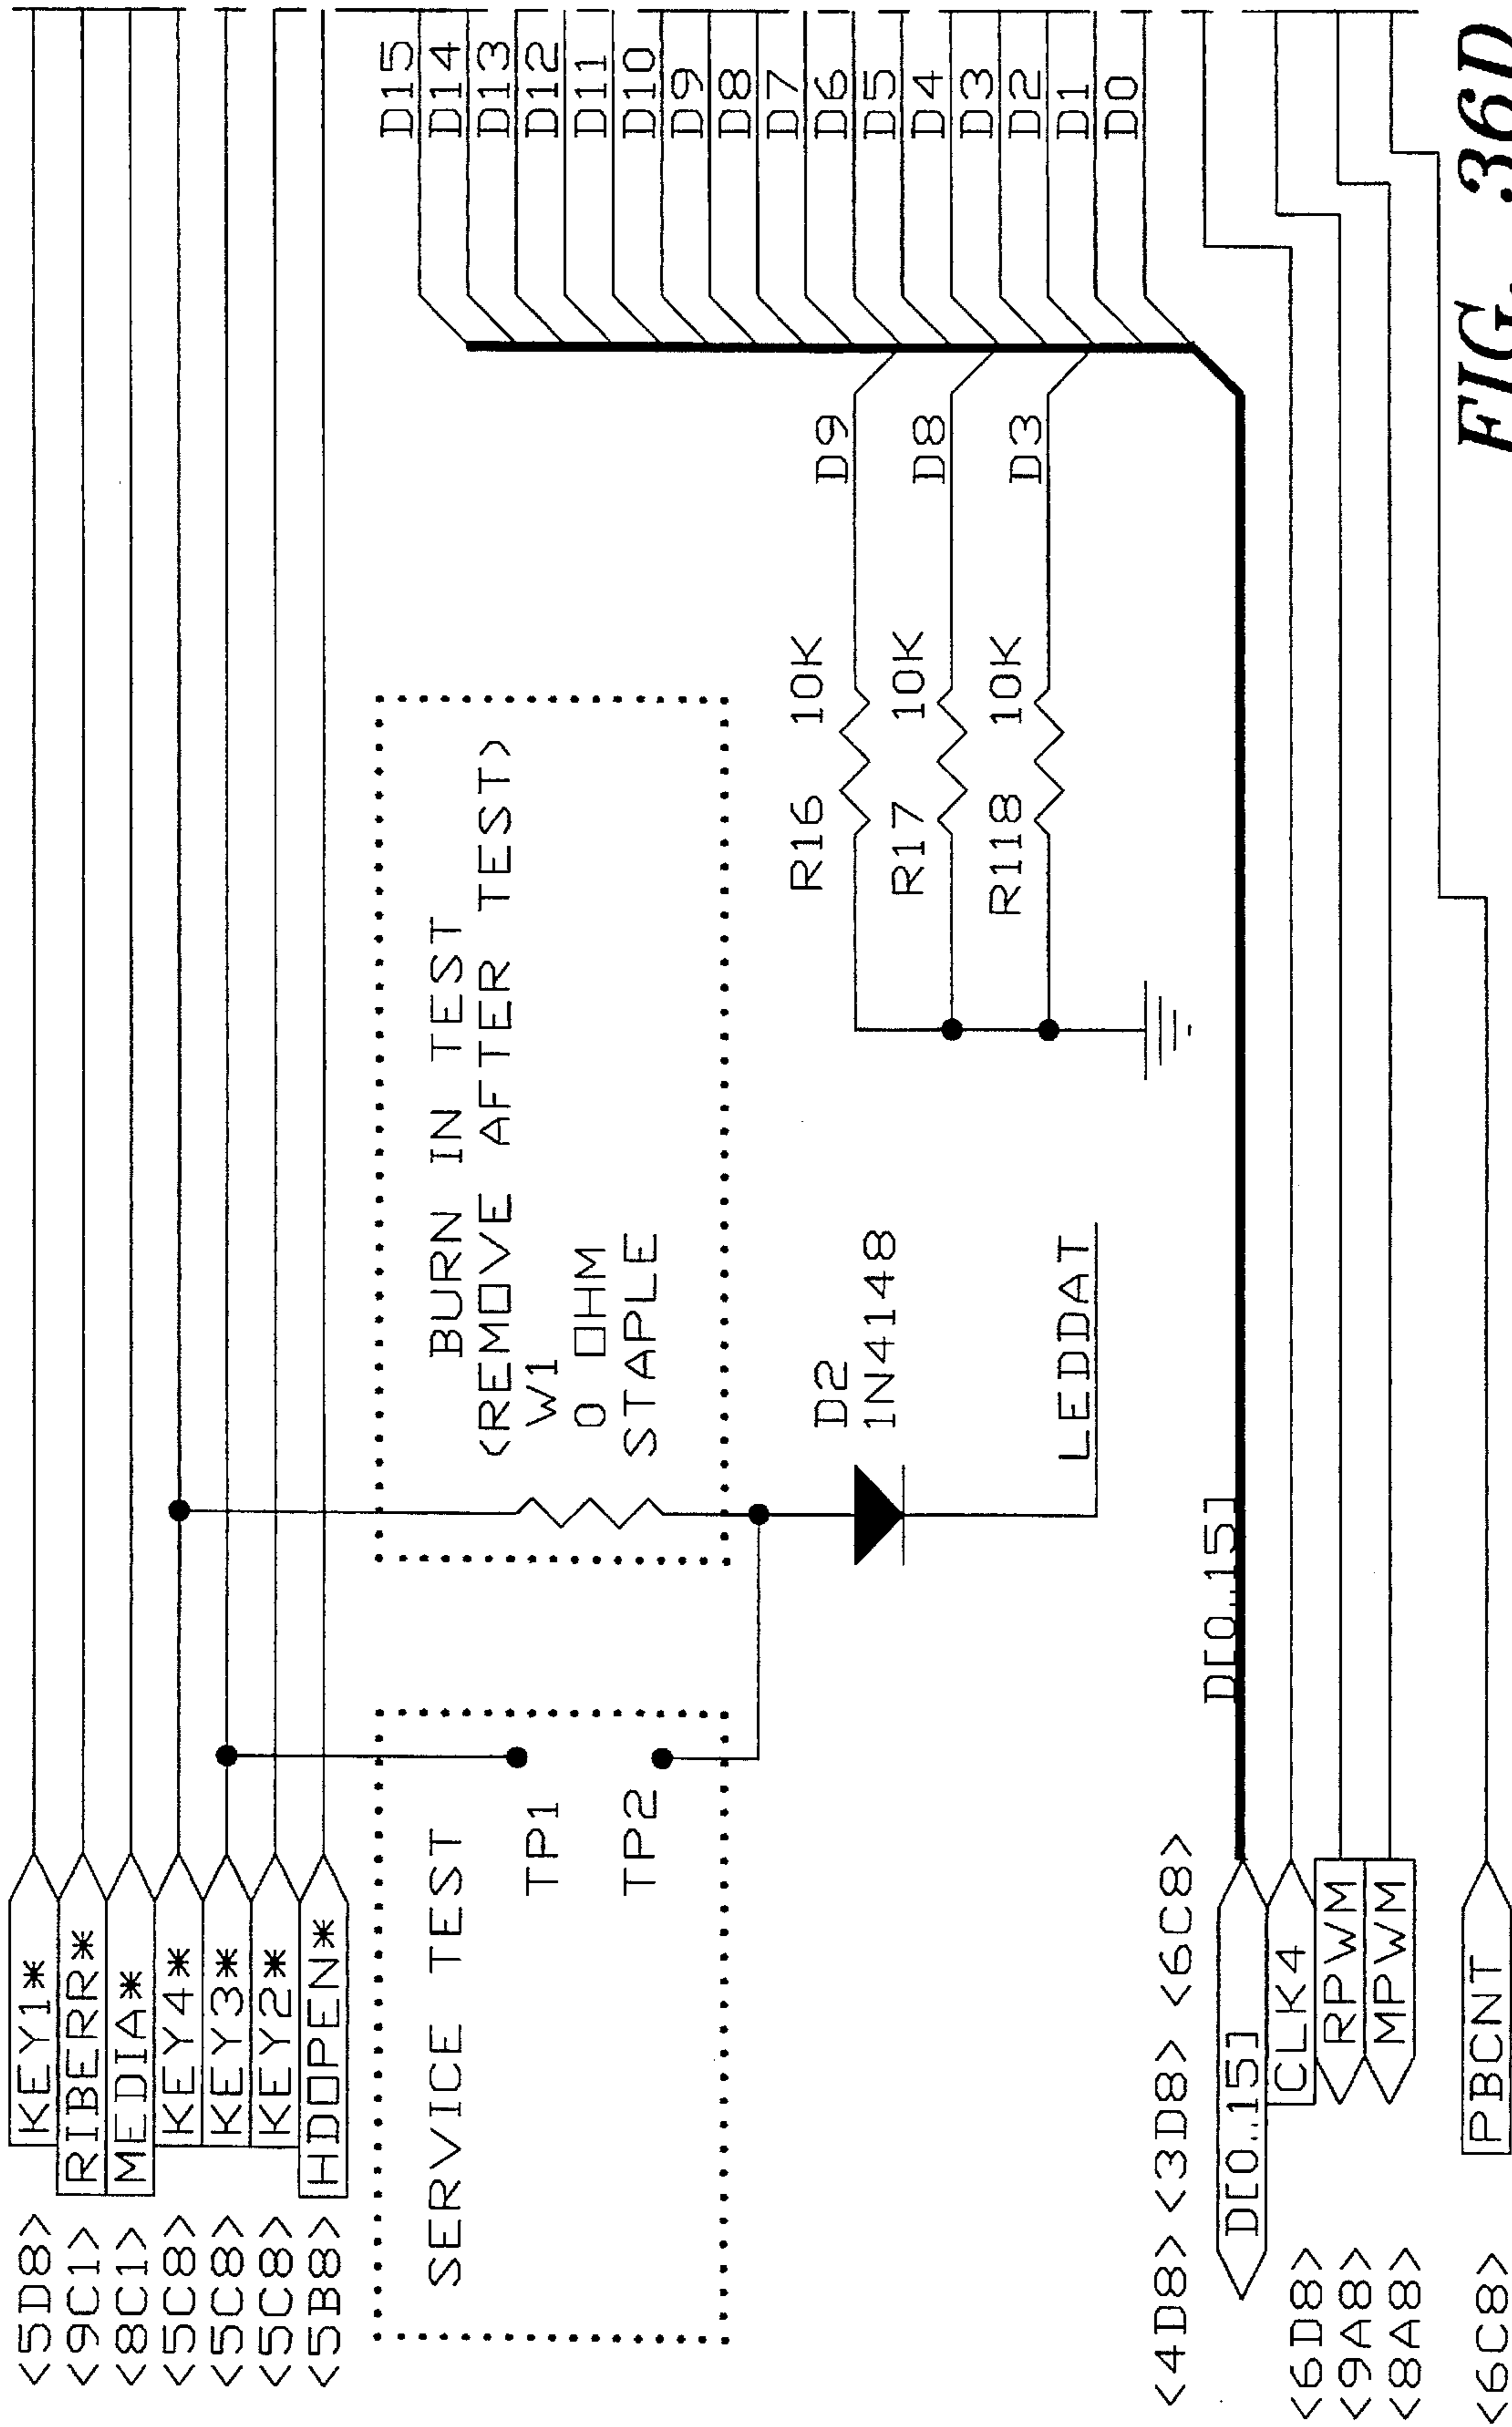 <5D8> KEY1*
<9C1> RIBERR*
<8C1> MEDIA*
<5C8> KEY4*
<5C8> KEY3*
<5C8> KEY2*
<5B8> HDOPEN*
D15
D14
D13
D12
D11
D10
D9
D8
D7
D6
D5
D4
D3
D2
D1
D0
SERVICE TEST
TP1
TP2
BURN IN TEST
(REMOVE AFTER TEST)
W1
0 OHM
STAPLE
D2
1N4148
LEDDAT
R16 10K D9
R17 10K D8
R118 10K D3
<4D8> <3D8> <6C8>
D[0..15] D[0..15]
<6D8> CLK4
<9A8> RPWM
<8A8> MPWM
<6C8> PBCNT
FIG. 36D